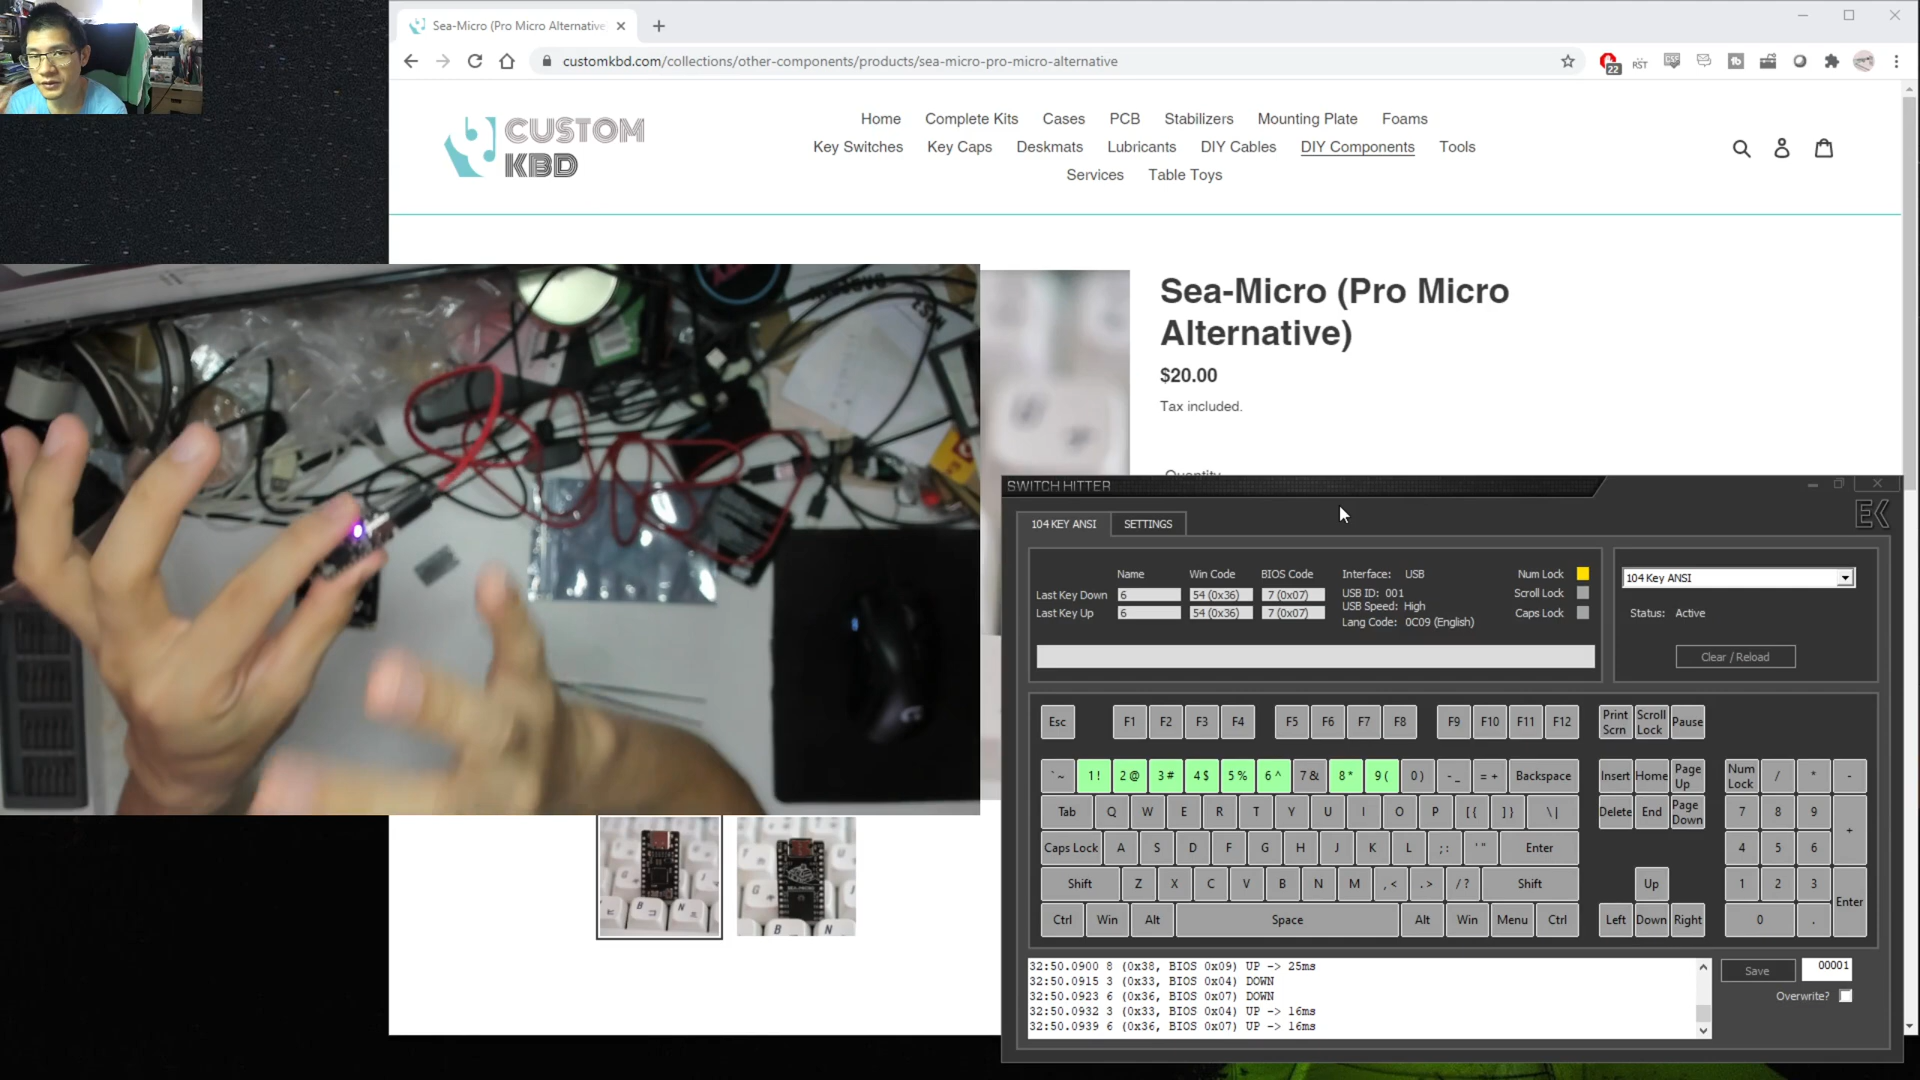 Sea-Micro (Pro Micro Alternative
customkbd.com/collections/other-components/products/sea-micro-pro-micro-alternative
22
RST
CUSTOM
KBD
Home Complete Kits Cases PCB Stabilizers Mounting Plate Foams
Key Switches Key Caps Deskmats Lubricants DIY Cables DIY Components Tools
Services Table Toys
Sea-Micro (Pro Micro
Alternative)
$20.00
Tax included.
Quantity
SWITCH HITTER
EK
104 KEY ANSI SETTINGS
Name Win Code BIOS Code Interface: USB Num Lock
Last Key Down 6 54 (0x36) 7 (0x07) USB ID: 001 Scroll Lock
Last Key Up 6 54 (0x36) 7 (0x07) USB Speed: High Caps Lock
Lang Code: 0C09 (English)
104 Key ANSI
Status: Active
Clear / Reload
Esc F1 F2 F3 F4 F5 F6 F7 F8 F9 F10 F11 F12 Print Scrn Scroll Lock Pause
` ~ 1 ! 2 @ 3 # 4 $ 5 % 6 ^ 7 & 8 * 9 ( 0 ) - _ = + Backspace Insert Home Page Up Num Lock / * -
Tab Q W E R T Y U I O P [ { ] } \ | Delete End Page Down 7 8 9 +
Caps Lock A S D F G H J K L ; : ' " Enter 4 5 6
Shift Z X C V B N M , < . > / ? Shift Up 1 2 3 Enter
Ctrl Win Alt Space Alt Win Menu Ctrl Left Down Right 0 .
32:50.0900 8 (0x38, BIOS 0x09) UP -> 25ms
32:50.0915 3 (0x33, BIOS 0x04) DOWN
32:50.0923 6 (0x36, BIOS 0x07) DOWN
32:50.0932 3 (0x33, BIOS 0x04) UP -> 16ms
32:50.0939 6 (0x36, BIOS 0x07) UP -> 16ms
Save 00001
Overwrite?